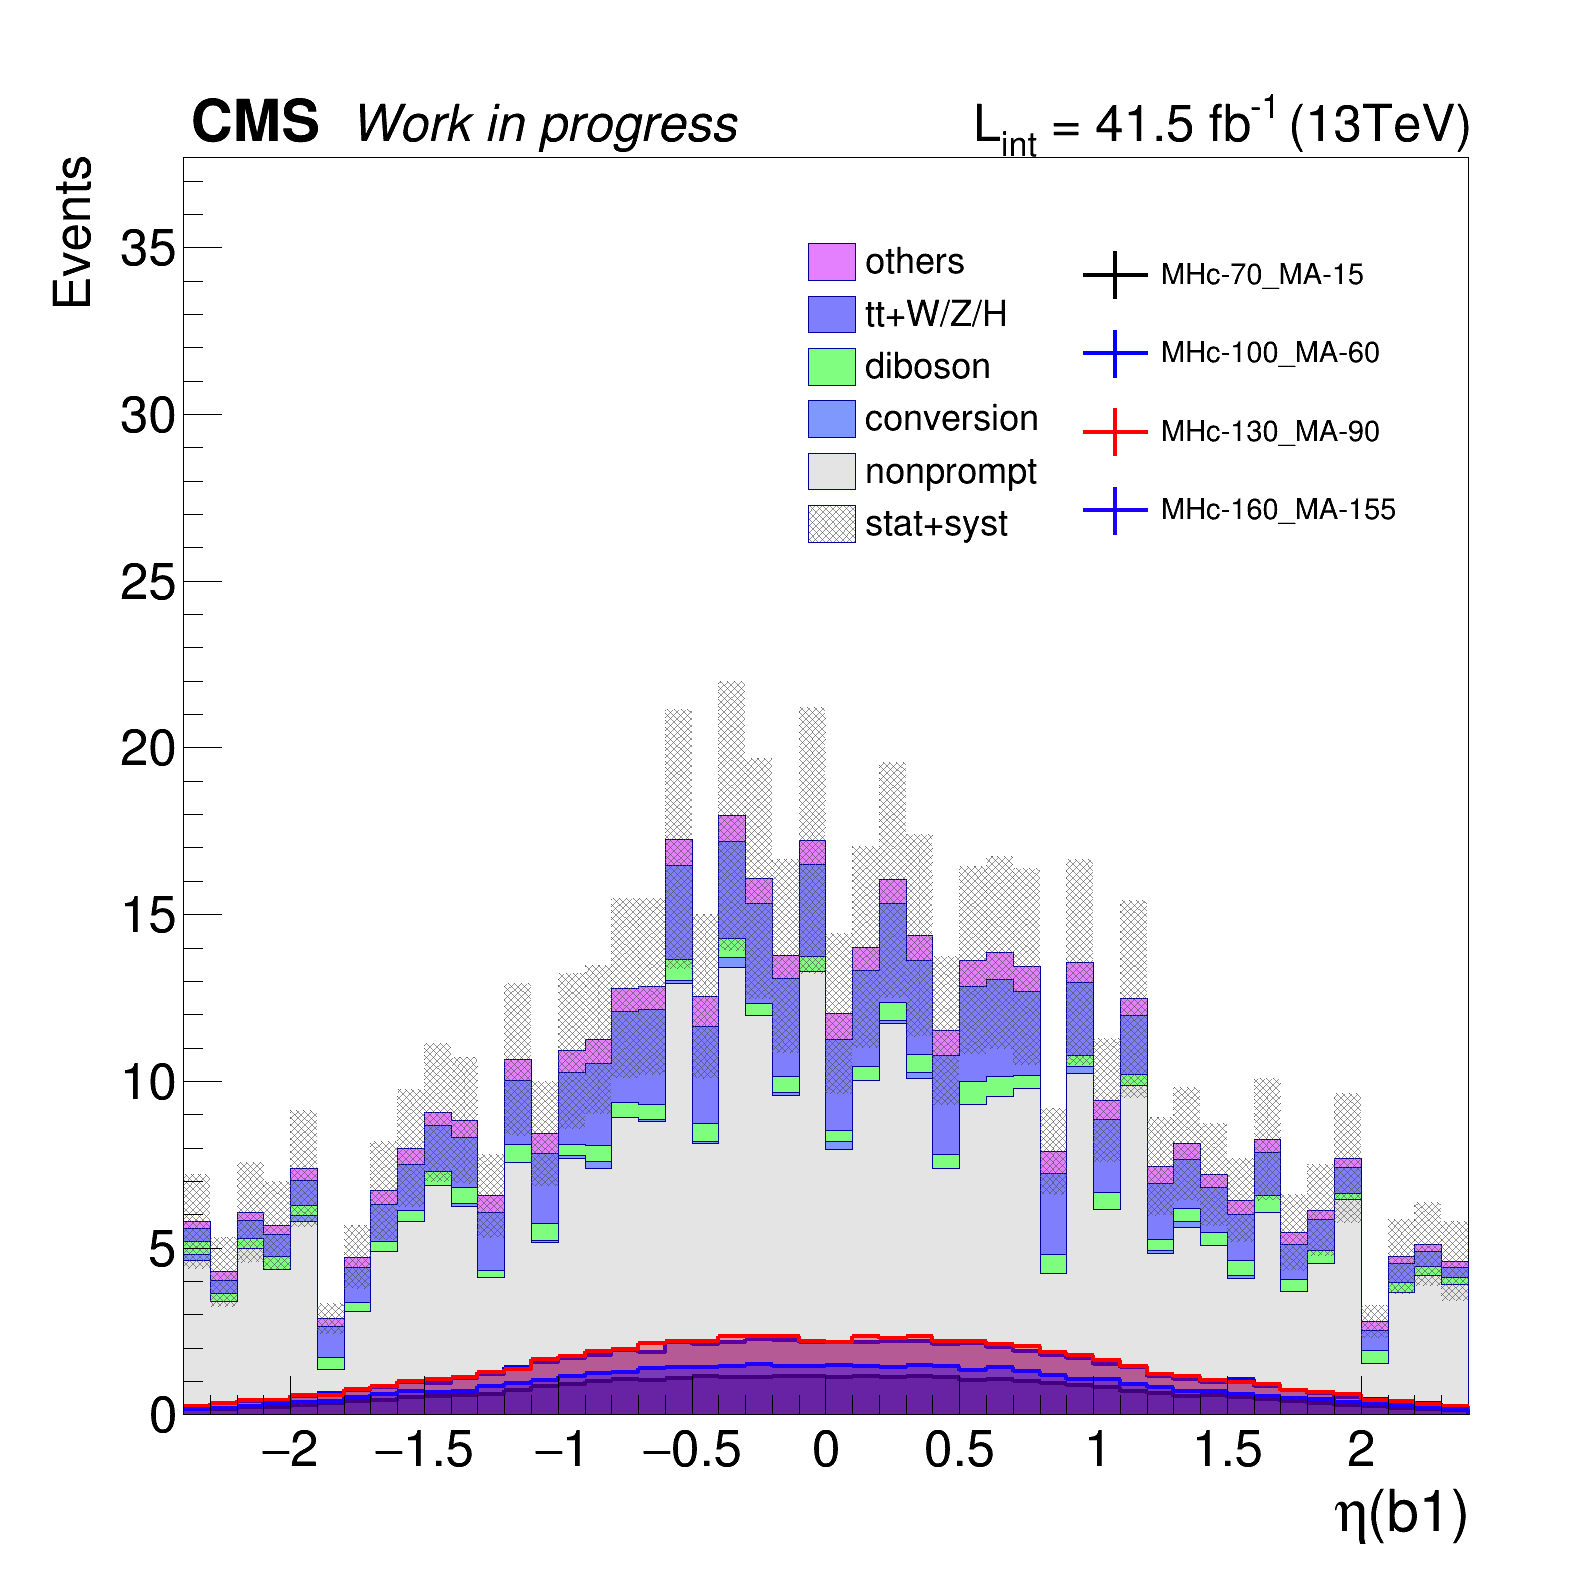 CMS Work in progress L_int = 41.5 fb⁻¹ (13TeV)
Events
35
30
25
20
15
10
5
0
others
tt+W/Z/H
diboson
conversion
nonprompt
stat+syst
MHc-70_MA-15
MHc-100_MA-60
MHc-130_MA-90
MHc-160_MA-155
−2 −1.5 −1 −0.5 0 0.5 1 1.5 2
η(b1)